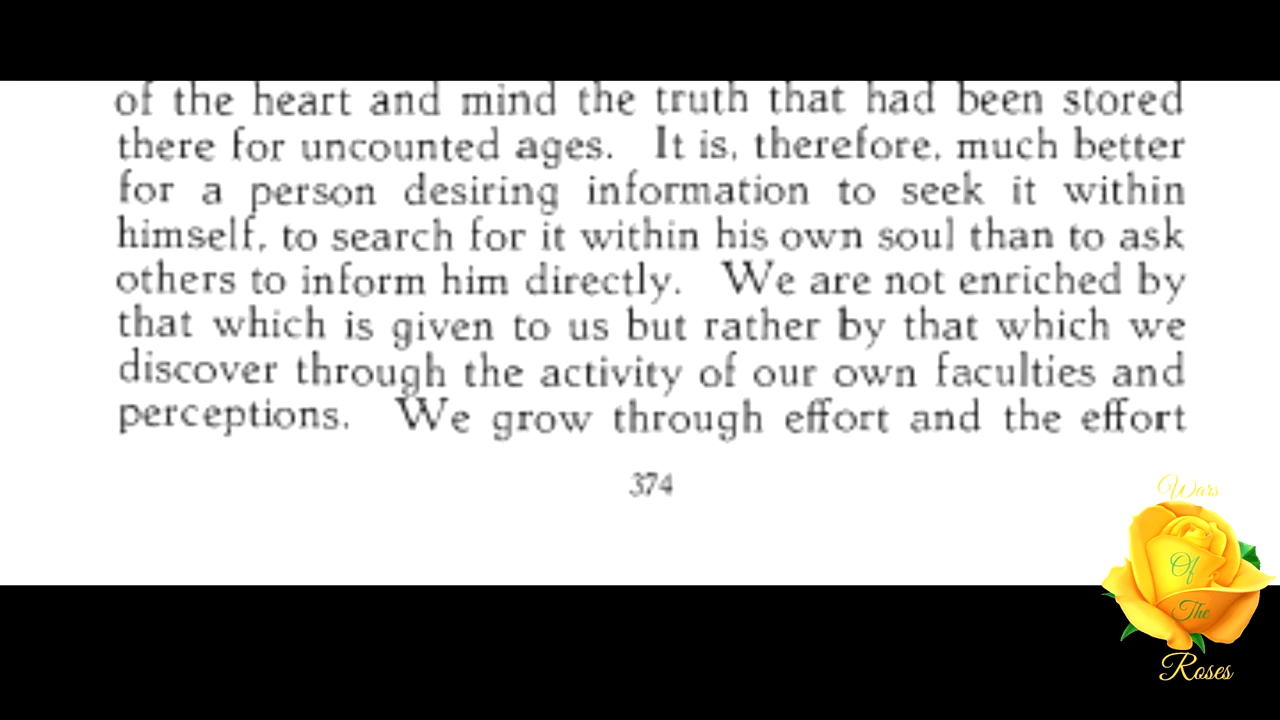 of the heart and mind the truth that had been stored
there for uncounted ages. It is, therefore, much better
for a person desiring information to seek it within
himself, to search for it within his own soul than to ask
others to inform him directly. We are not enriched by
that which is given to us but rather by that which we
discover through the activity of our own faculties and
perceptions. We grow through effort and the effort
374
Wars
Of
The
Roses